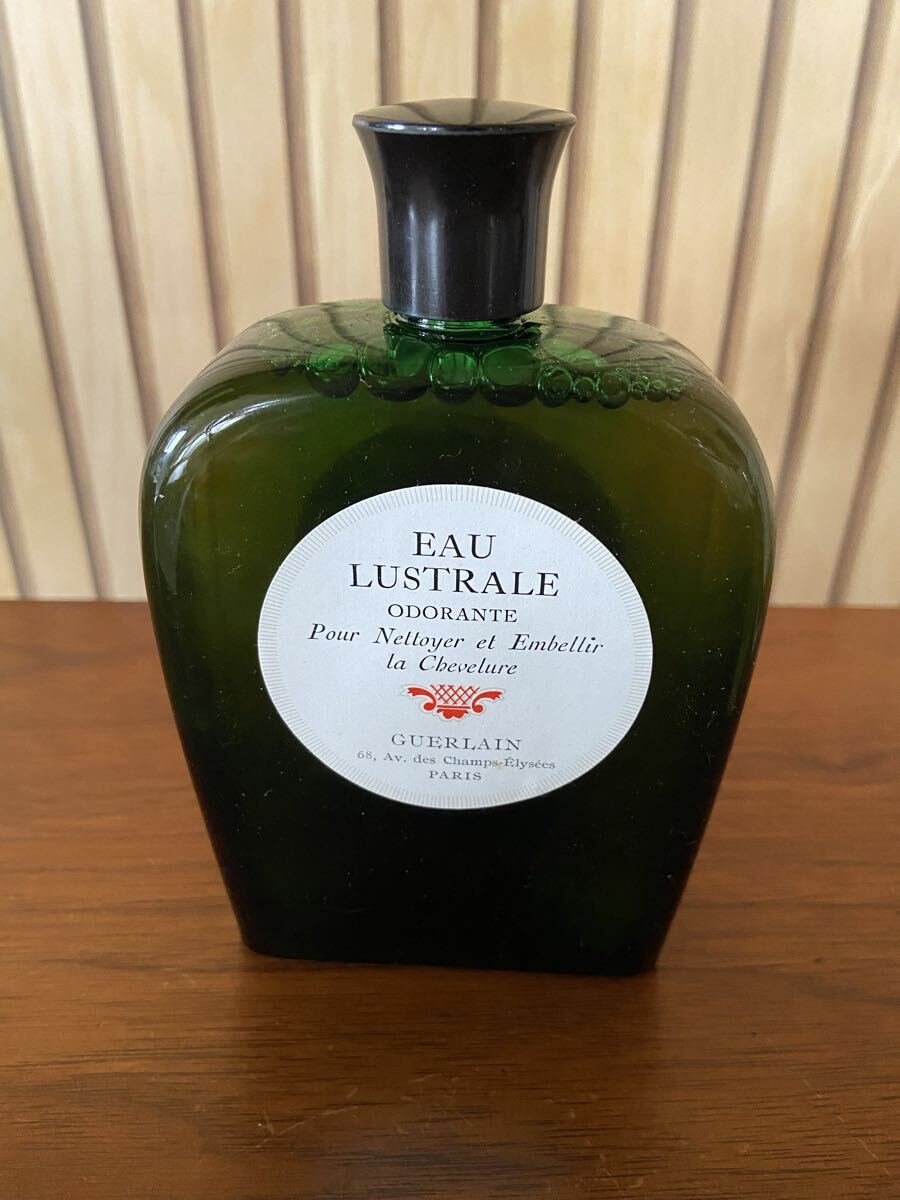 EAU
LUSTRALE
ODORANTE
Pour Nettoyer et Embellir
la Chevelure
GUERLAIN
68, Av. des Champs-Élysées
PARIS